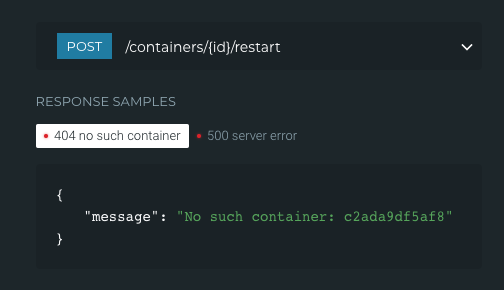 POST /containers/{id}/restart
RESPONSE SAMPLES
404 no such container 500 server error
{
"message": "No such container: c2ada9df5af8"
}